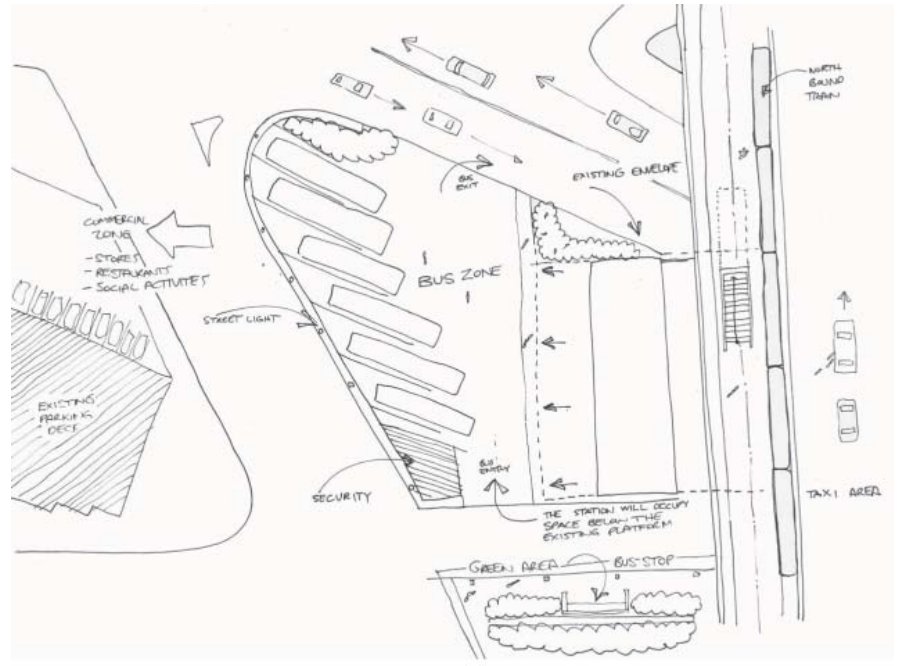 NORTH
BOUND
TRAIN
EXISTING ENVELOPE
BUS
EXIT
COMMERCIAL
ZONE
- STORES
- RESTAURANTS
- SOCIAL ACTIVITES
BUS ZONE
STREET LIGHT
EXISTING
PARKING
DECK
SECURITY
BUS
ENTRY
THE STATION WILL OCCUPY
SPACE BELOW THE
EXISTING PLATFORM
TAXI AREA
GREEN AREA
BUS-STOP